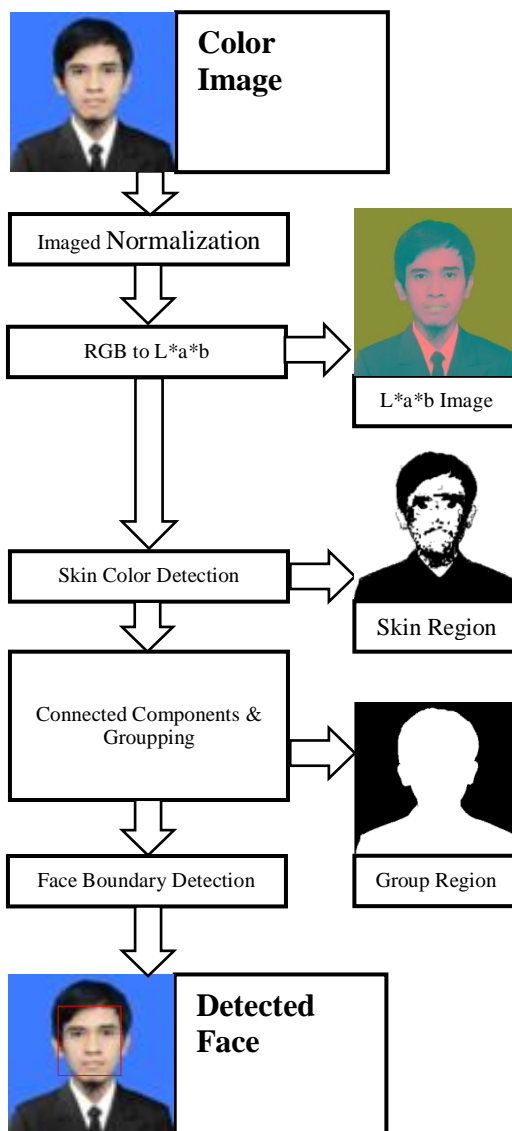 Color
Image
Imaged Normalization
RGB to L*a*b
L*a*b Image
Skin Color Detection
Skin Region
Connected Components &
Groupping
Face Boundary Detection
Group Region
Detected
Face